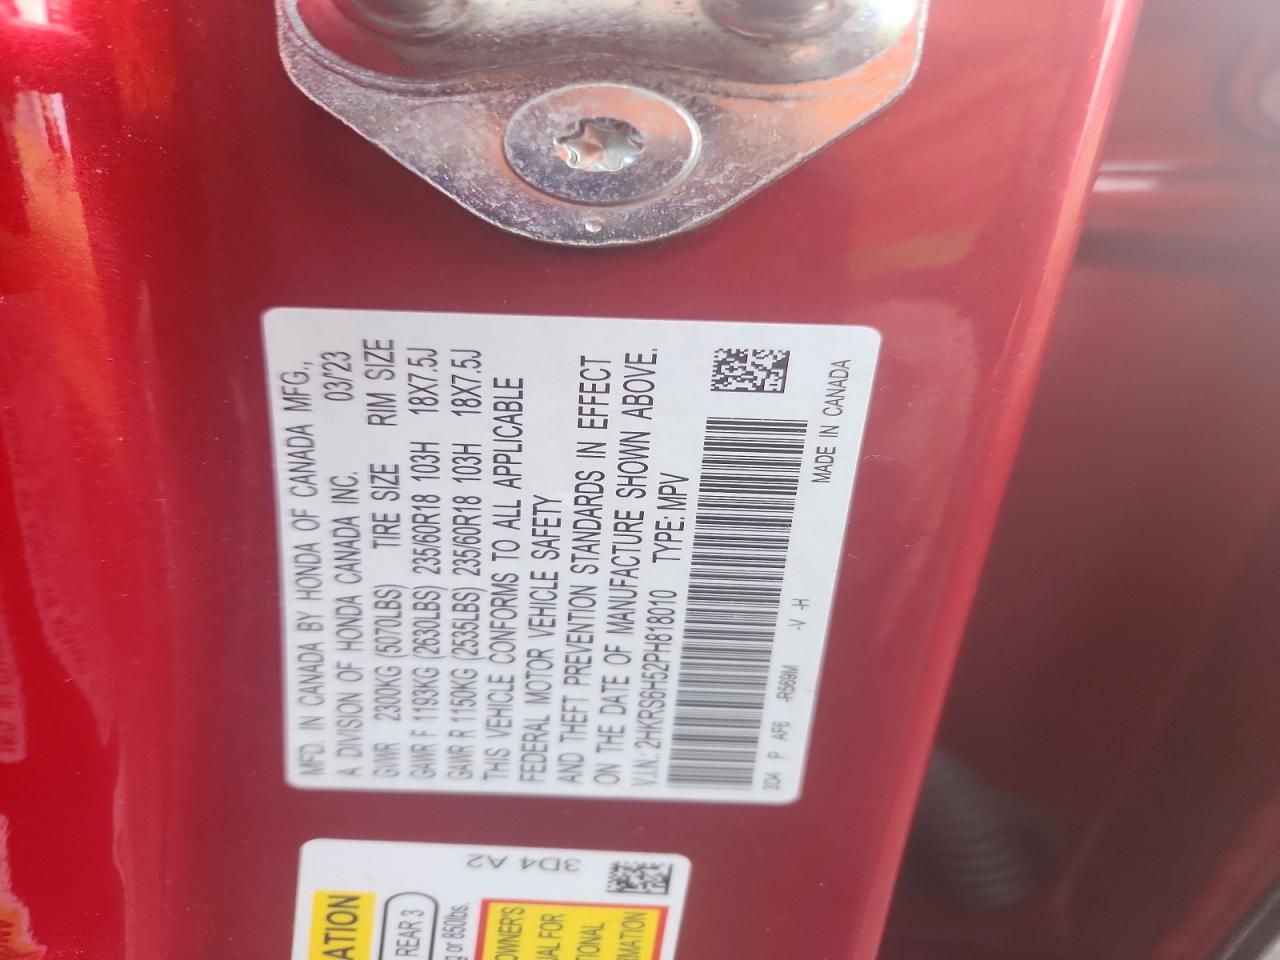 MFD. IN CANADA BY HONDA OF CANADA MFG.,
A DIVISION OF HONDA CANADA INC. 03/23
GVWR 2300KG (5070LBS) TIRE SIZE RIM SIZE
GAWR F 1193KG (2630LBS) 235/60R18 103H 18X7.5J
GAWR R 1150KG (2535LBS) 235/60R18 103H 18X7.5J
THIS VEHICLE CONFORMS TO ALL APPLICABLE
FEDERAL MOTOR VEHICLE SAFETY
AND THEFT PREVENTION STANDARDS IN EFFECT
ON THE DATE OF MANUFACTURE SHOWN ABOVE.
V.I.N.: 2HKRS6H52PH818010 TYPE: MPV
3D4 P AF6 -R569M -V -H
MADE IN CANADA
3D4 A2
ATION
REAR 3
g or 850lbs.
OWNER'S
UAL FOR
TIONAL
RMATION